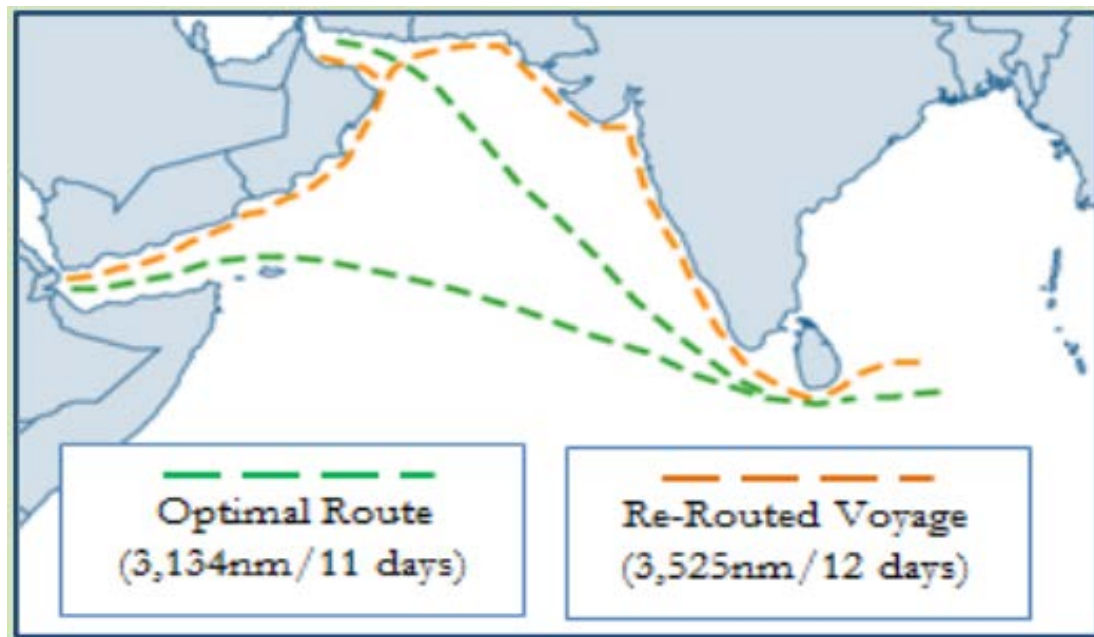 Optimal Route
(3,134nm/11 days)
Re-Routed Voyage
(3,525nm/12 days)